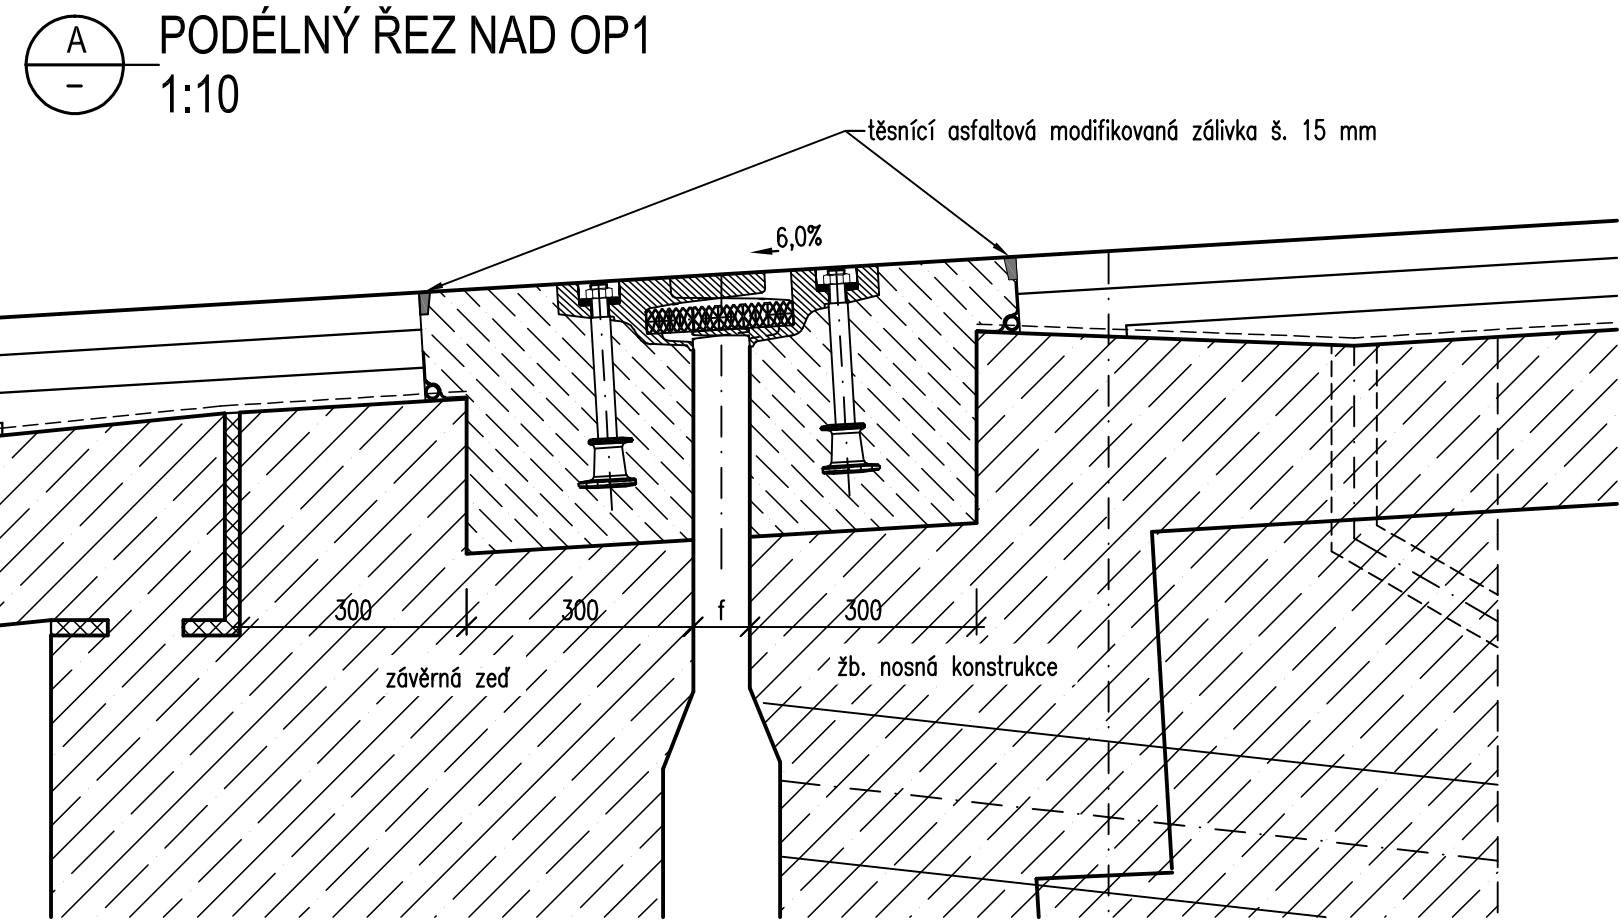 A
–
PODÉLNÝ ŘEZ NAD OP1
1:10
těsnící asfaltová modifikovaná zálivka š. 15 mm
6,0%
300
300
f
300
závěrná zeď
žb. nosná konstrukce